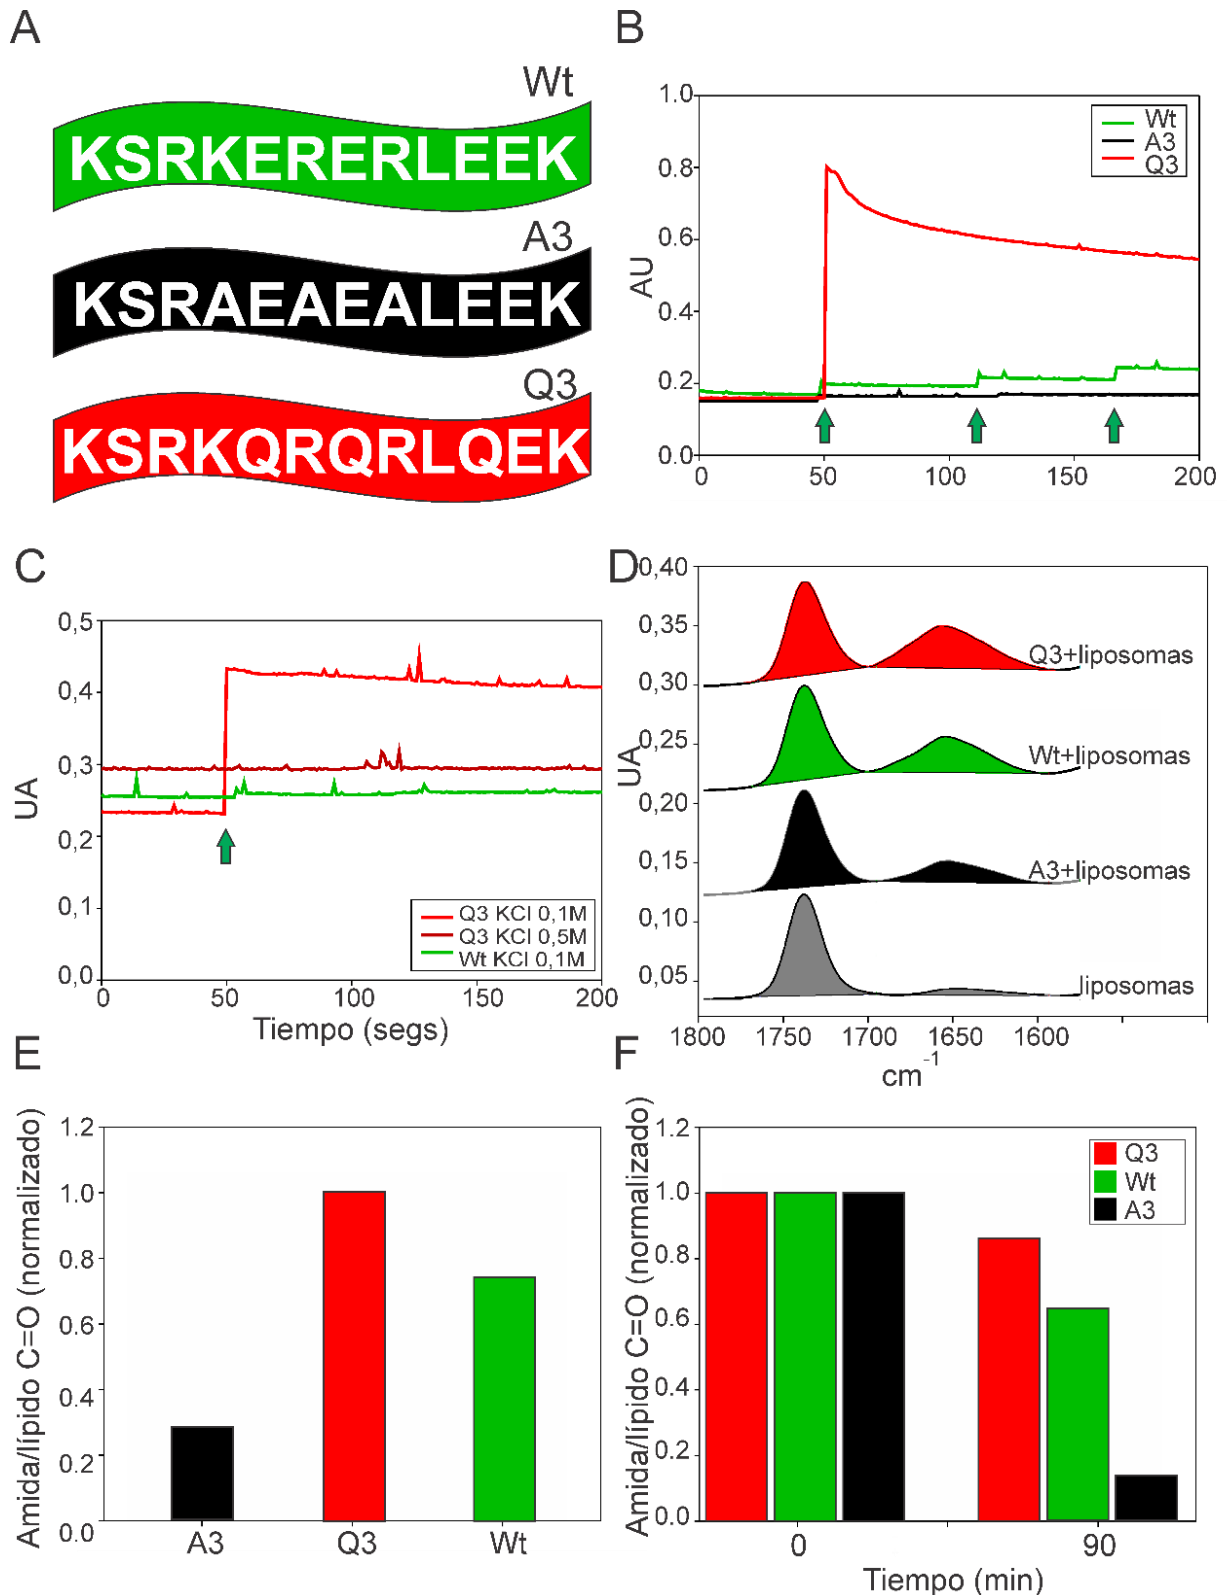 A
Wt
KSRKERERLEEK
A3
KSRAEAEALEEK
Q3
KSRKQRQRLQEK
B
1.0
0.8
0.6
0.4
0.2
0.0
AU
Wt
A3
Q3
0
50
100
150
200
C
0,5
0,4
0,3
0,2
0,1
0,0
UA
Q3 KCl 0,1M
Q3 KCl 0,5M
Wt KCl 0,1M
0
50
100
150
200
Tiempo (segs)
D
0,40
0,35
0,30
0,25
0,20
0,15
0,10
0,05
UA
Q3+liposomas
Wt+liposomas
A3+liposomas
liposomas
1800
1750
1700
1650
1600
cm-1
E
Amida/lípido C=O (normalizado)
1.2
1.0
0.8
0.6
0.4
0.2
0.0
A3
Q3
Wt
F
Amida/lípido C=O (normalizado)
1.2
1.0
0.8
0.6
0.4
0.2
0.0
Q3
Wt
A3
0
90
Tiempo (min)